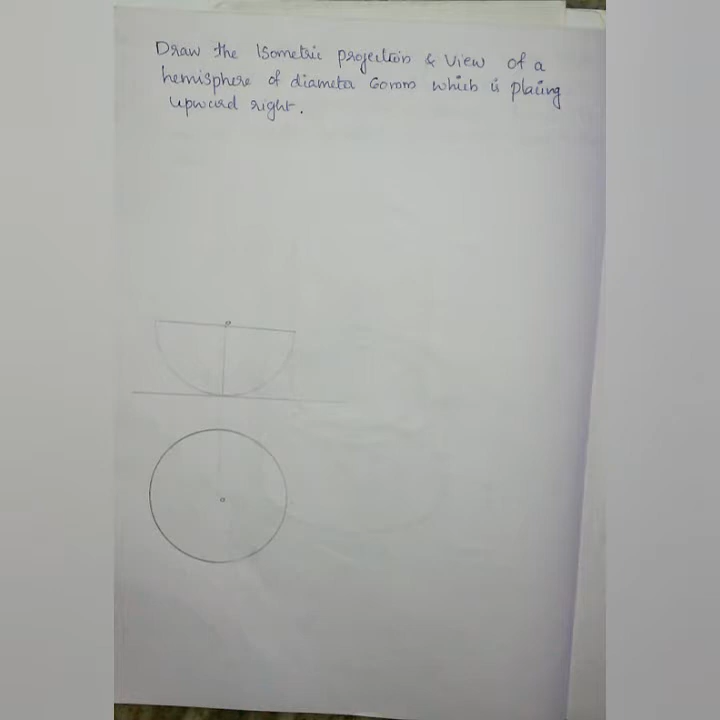 Draw the Isometric projection & View of a
hemisphere of diameter 60mm which is placing
upward right.
o
o